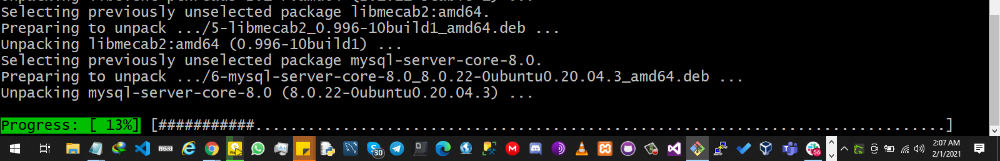 Selecting previously unselected package libmecab2:amd64.
Preparing to unpack .../5-libmecab2_0.996-10build1_amd64.deb ...
Unpacking libmecab2:amd64 (0.996-10build1) ...
Selecting previously unselected package mysql-server-core-8.0.
Preparing to unpack .../6-mysql-server-core-8.0_8.0.22-0ubuntu0.20.04.3_amd64.deb ...
Unpacking mysql-server-core-8.0 (8.0.22-0ubuntu0.20.04.3) ...
Progress: [ 13%] [###########...............................................................................]
30
56
2:07 AM
2/1/2021